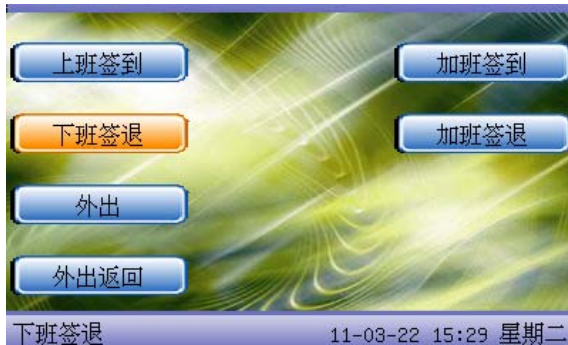 上班签到
加班签到
下班签退
加班签退
外出
外出返回
下班签退 11-03-22 15:29 星期二